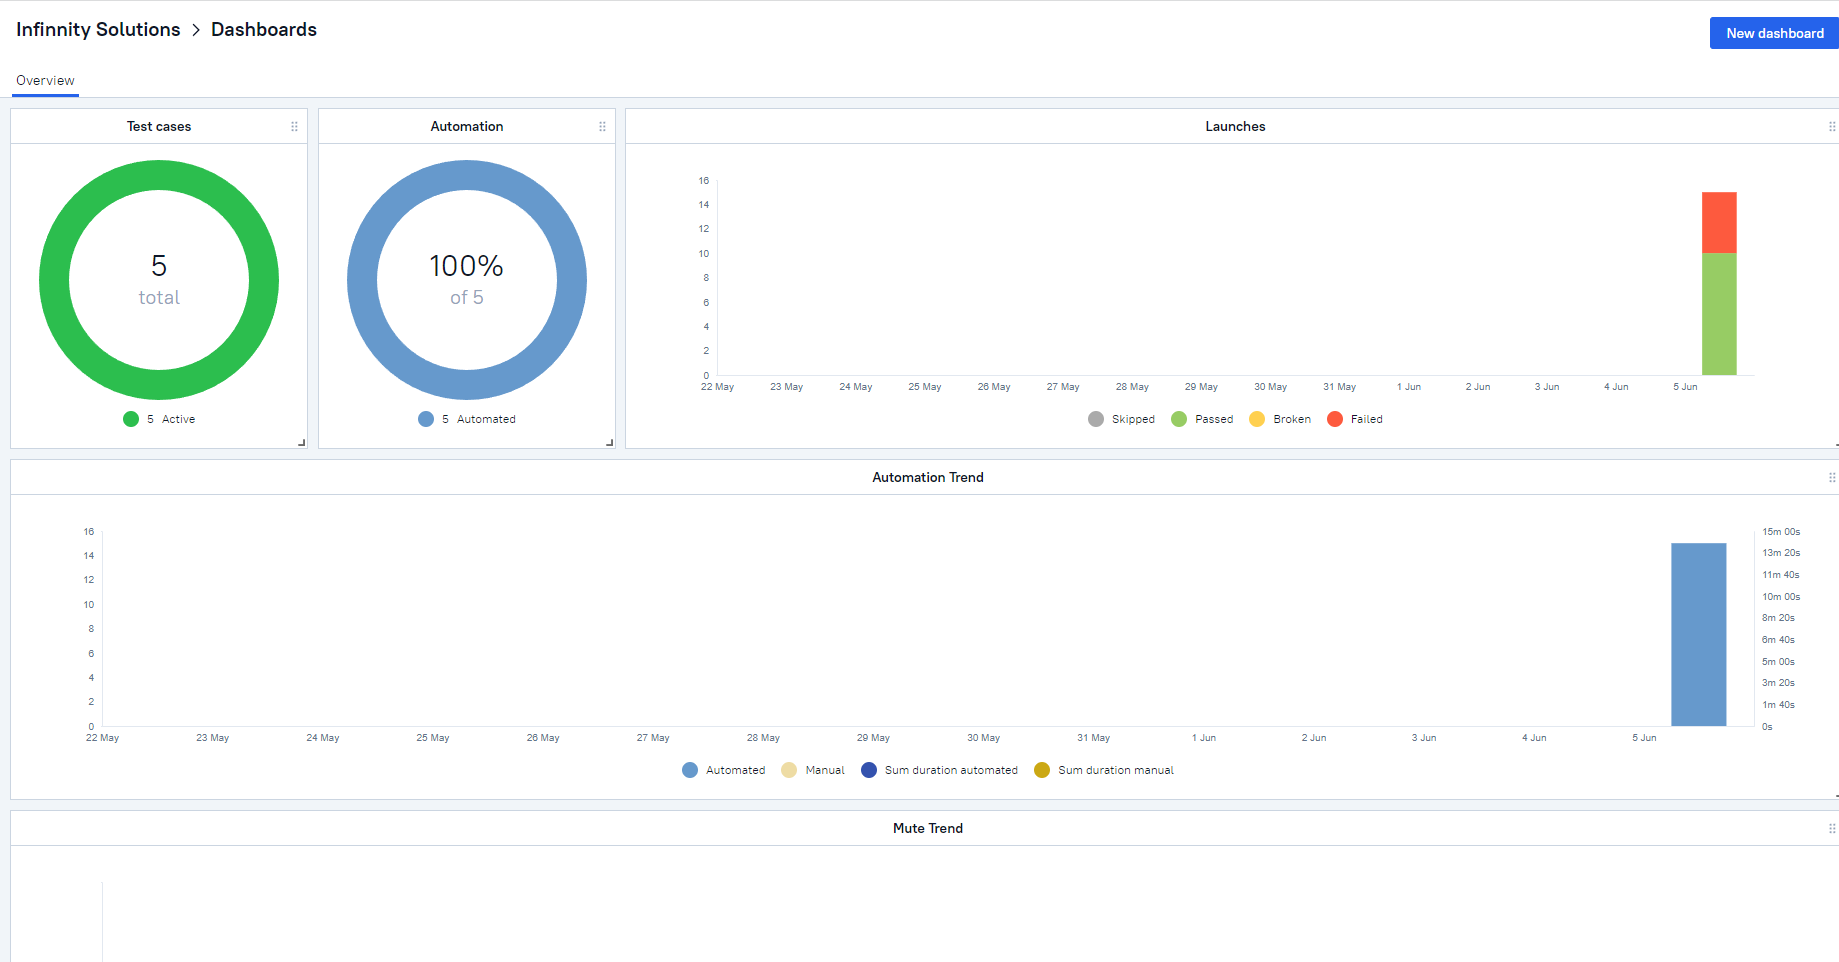 Infinnity Solutions > Dashboards
New dashboard
Overview
Test cases
5
total
5 Active
Automation
100%
of 5
5 Automated
Launches
16
14
12
10
8
6
4
2
0
22 May 23 May 24 May 25 May 26 May 27 May 28 May 29 May 30 May 31 May 1 Jun 2 Jun 3 Jun 4 Jun 5 Jun
Skipped Passed Broken Failed
Automation Trend
16
14
12
10
8
6
4
2
0
15m 00s
13m 20s
11m 40s
10m 00s
8m 20s
6m 40s
5m 00s
3m 20s
1m 40s
0s
22 May 23 May 24 May 25 May 26 May 27 May 28 May 29 May 30 May 31 May 1 Jun 2 Jun 3 Jun 4 Jun 5 Jun
Automated Manual Sum duration automated Sum duration manual
Mute Trend